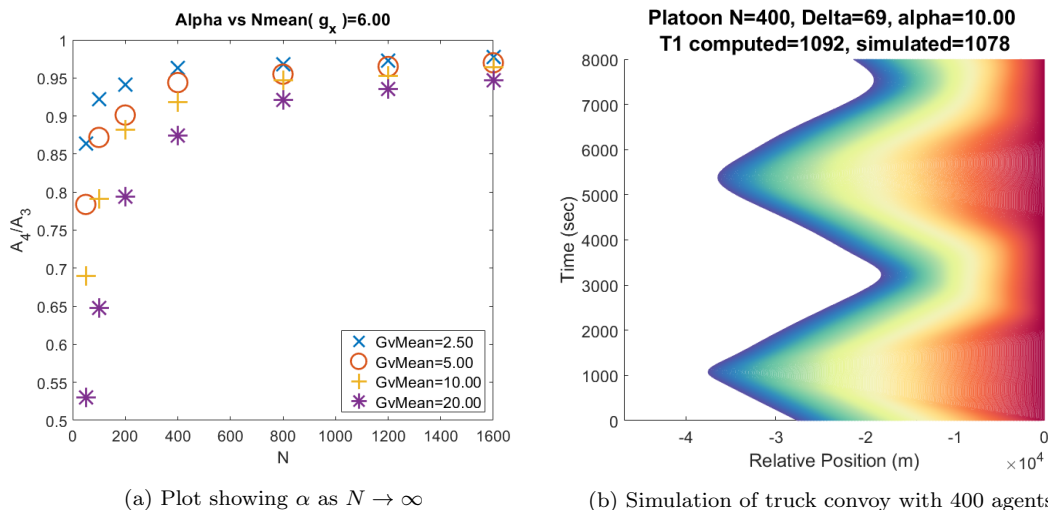 Alpha vs Nmean( g_x )=6.00
1
0.95
0.9
0.85
0.8
0.75
0.7
0.65
0.6
0.55
0.5
A_4/A_3
0 200 400 600 800 1000 1200 1400 1600
N
GvMean=2.50
GvMean=5.00
GvMean=10.00
GvMean=20.00
(a) Plot showing α as N → ∞
Platoon N=400, Delta=69, alpha=10.00
T1 computed=1092, simulated=1078
8000
7000
6000
5000
4000
3000
2000
1000
0
Time (sec)
-4 -3 -2 -1 0
Relative Position (m)
×10^4
(b) Simulation of truck convoy with 400 agents